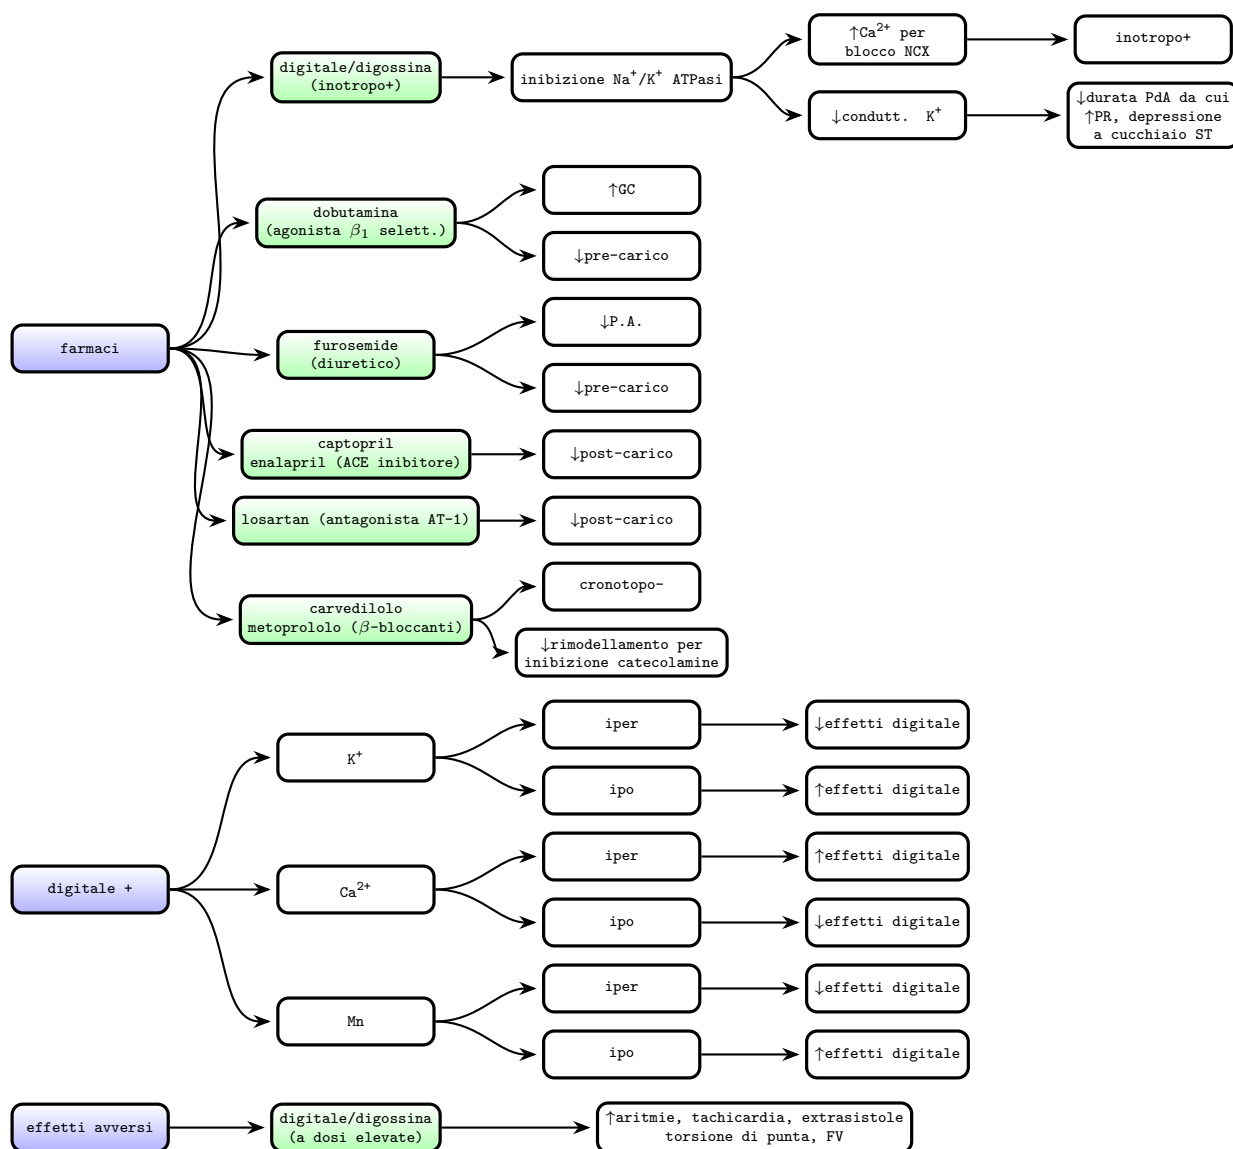 digitale/digossina
(inotropo+)
inibizione Na⁺/K⁺ ATPasi
↑Ca²⁺ per
blocco NCX
inotropo+
↓condutt. K⁺
↓durata PdA da cui
↑PR, depressione
a cucchiaio ST
dobutamina
(agonista β₁ selett.)
↑GC
↓pre-carico
farmaci
furosemide
(diuretico)
↓P.A.
↓pre-carico
captopril
enalapril (ACE inibitore)
↓post-carico
losartan (antagonista AT-1)
↓post-carico
carvedilolo
metoprololo (β-bloccanti)
cronotopo-
↓rimodellamento per
inibizione catecolamine
digitale +
K⁺
iper
↓effetti digitale
ipo
↑effetti digitale
Ca²⁺
iper
↑effetti digitale
ipo
↓effetti digitale
Mn
iper
↓effetti digitale
ipo
↑effetti digitale
effetti avversi
digitale/digossina
(a dosi elevate)
↑aritmie, tachicardia, extrasistole
torsione di punta, FV